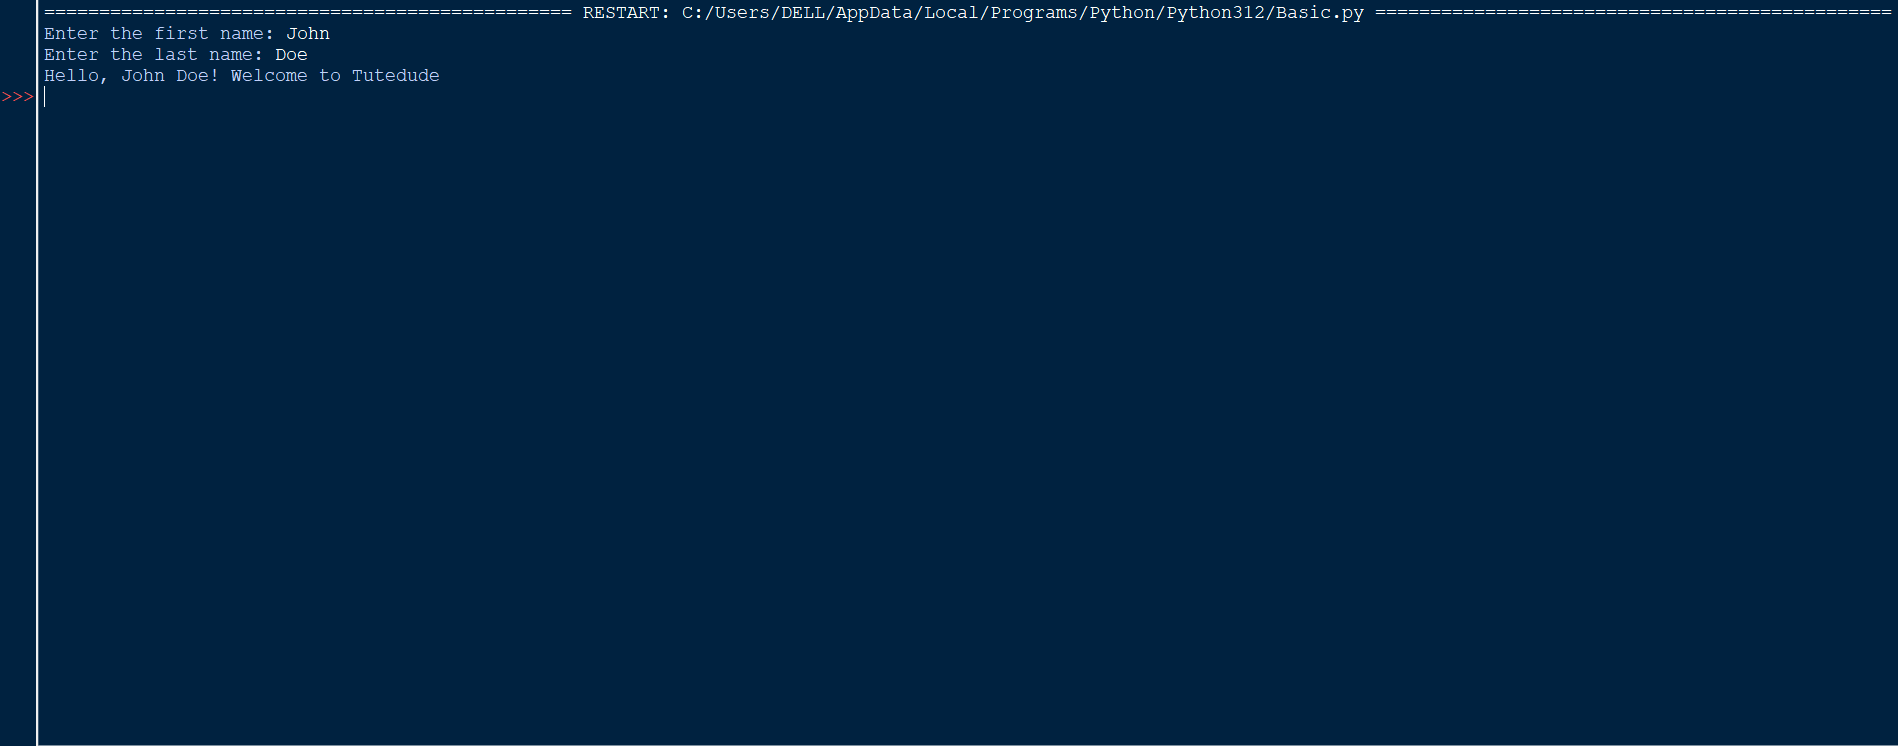 ================================================ RESTART: C:/Users/DELL/AppData/Local/Programs/Python/Python312/Basic.py ===============================================
Enter the first name: John
Enter the last name: Doe
Hello, John Doe! Welcome to Tutedude
>>>